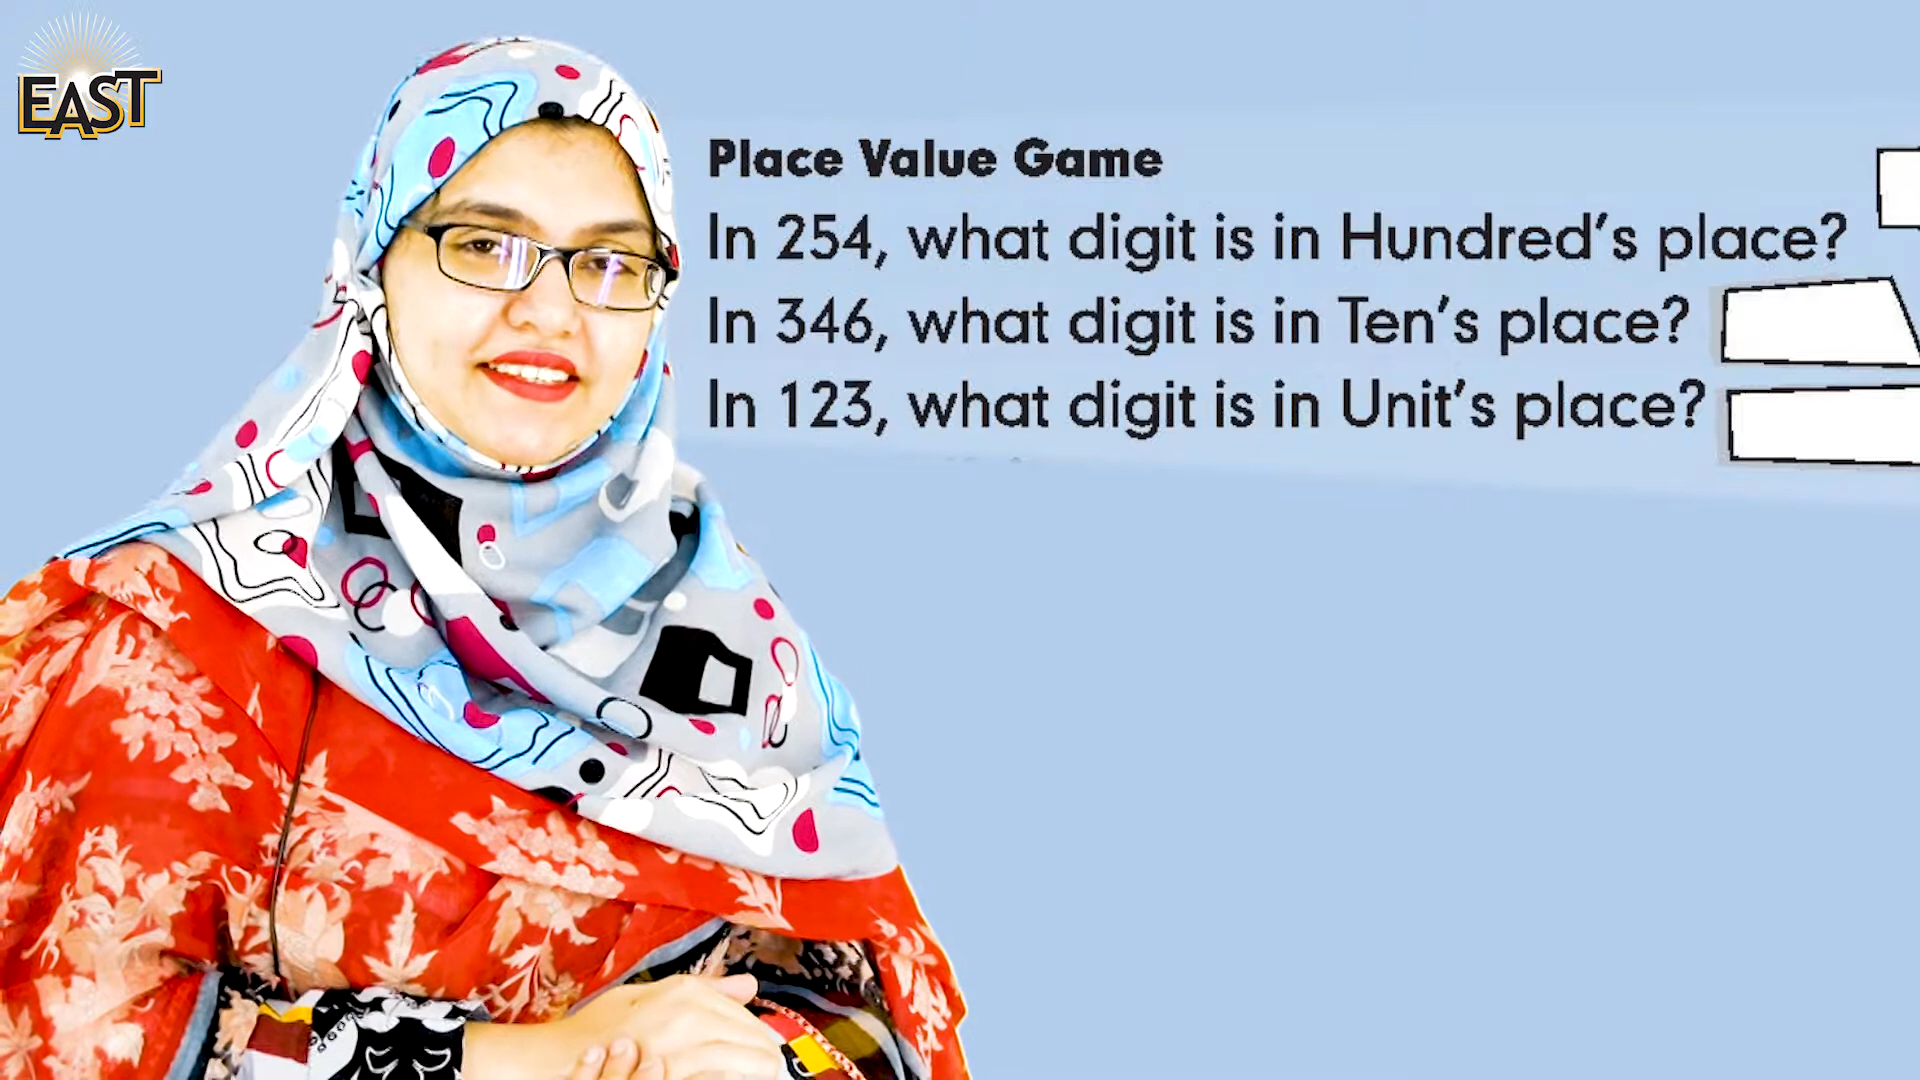 EAST
Place Value Game
In 254, what digit is in Hundred's place?
In 346, what digit is in Ten's place?
In 123, what digit is in Unit's place?